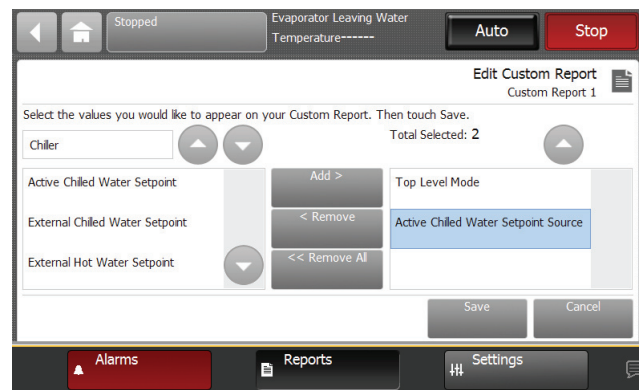 Stopped
Evaporator Leaving Water
Temperature------
Auto
Stop
Edit Custom Report
Custom Report 1
Select the values you would like to appear on your Custom Report. Then touch Save.
Chiller
Total Selected: 2
Active Chilled Water Setpoint
External Chilled Water Setpoint
External Hot Water Setpoint
Add >
< Remove
<< Remove All
Top Level Mode
Active Chilled Water Setpoint Source
Save
Cancel
Alarms
Reports
Settings